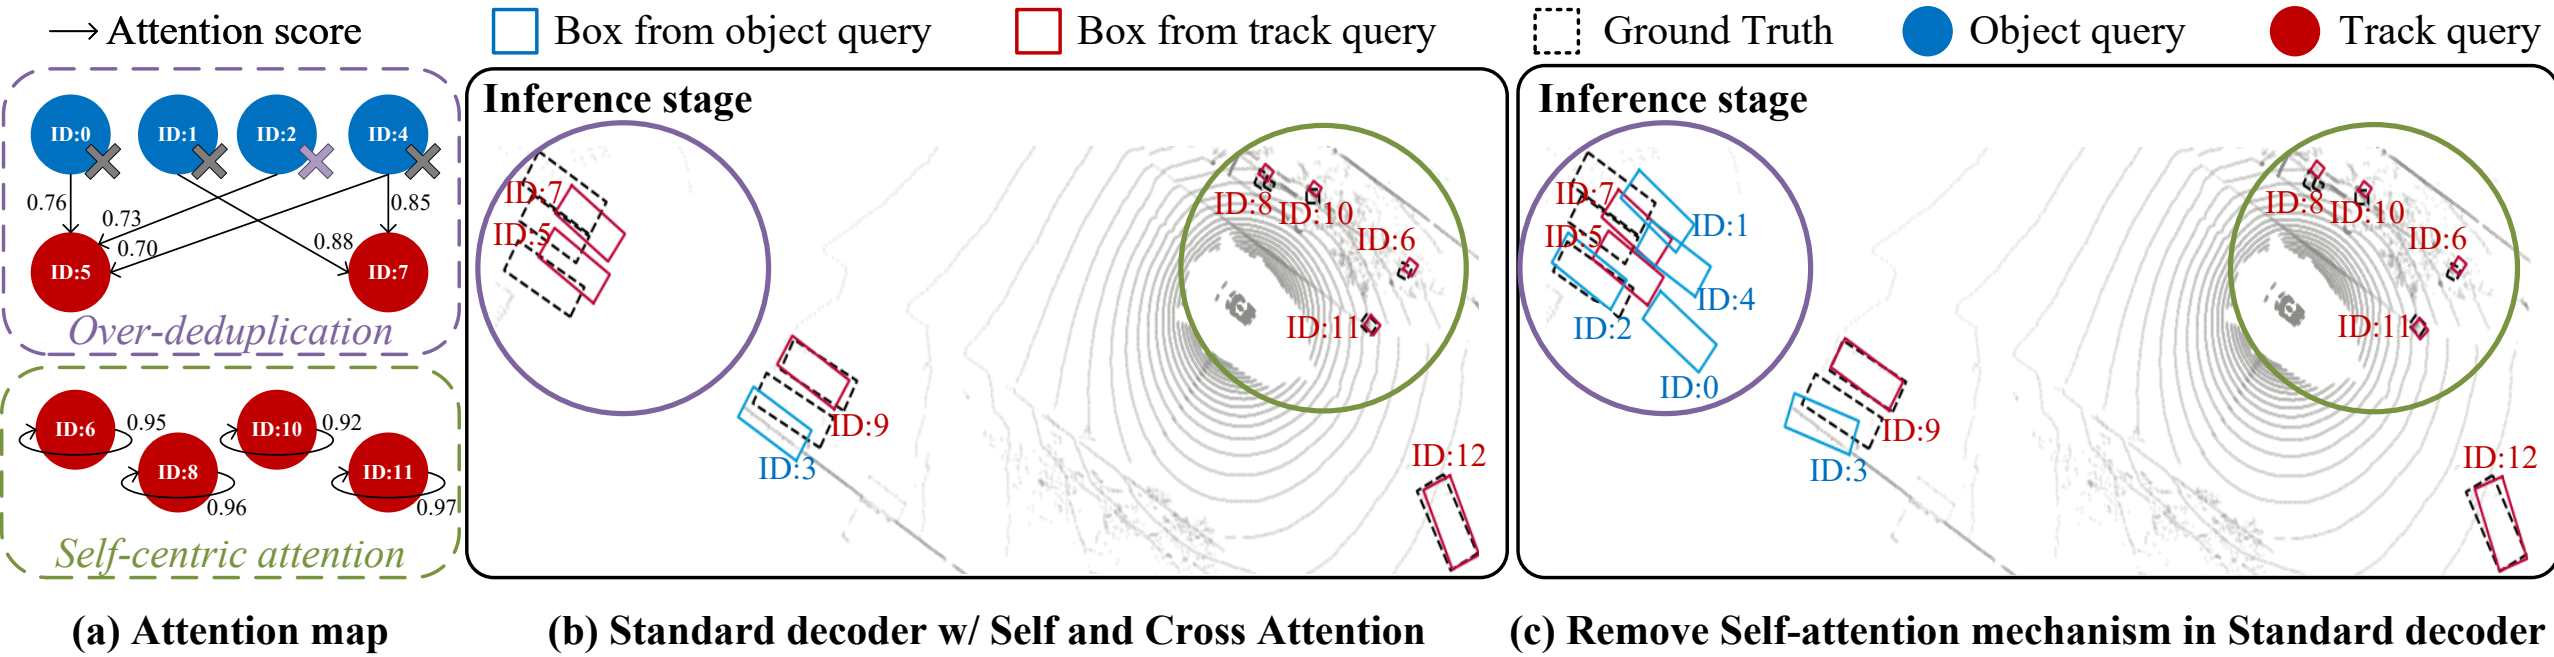 Attention score
Box from object query
Box from track query
Ground Truth
Object query
Track query
ID:0
ID:1
ID:2
ID:4
0.76
0.73
0.85
0.70
0.88
ID:5
ID:7
Over-deduplication
ID:6
0.95
ID:10
0.92
ID:8
0.96
ID:11
0.97
Self-centric attention
(a) Attention map
Inference stage
ID:7
ID:5
ID:8
ID:10
ID:6
ID:11
ID:9
ID:3
ID:12
(b) Standard decoder w/ Self and Cross Attention
Inference stage
ID:7
ID:1
ID:5
ID:4
ID:2
ID:0
ID:8
ID:10
ID:6
ID:11
ID:9
ID:3
ID:12
(c) Remove Self-attention mechanism in Standard decoder